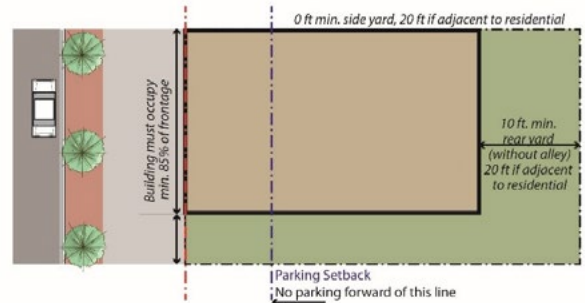 0 ft min. side yard, 20 ft if adjacent to residential
Building must occupy
min. 85% of frontage
10 ft. min.
rear yard
(without alley)
20 ft if adjacent
to residential
Parking Setback
No parking forward of this line